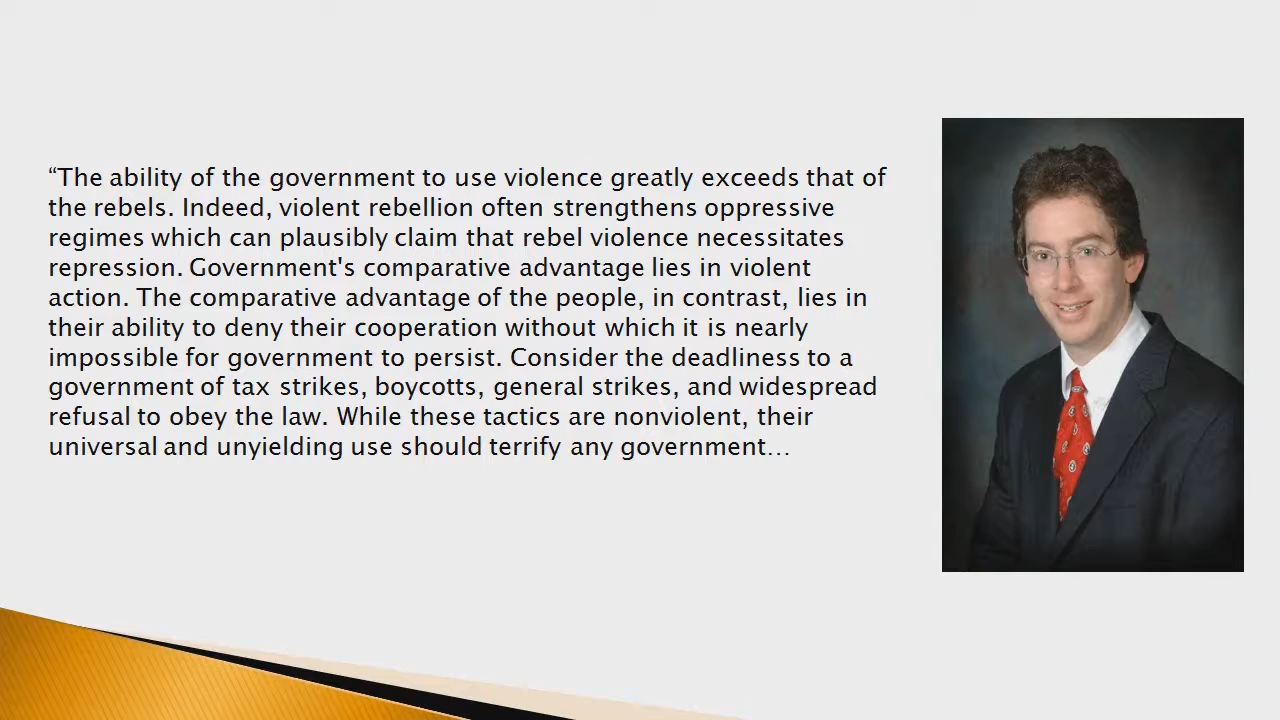 “The ability of the government to use violence greatly exceeds that of
the rebels. Indeed, violent rebellion often strengthens oppressive
regimes which can plausibly claim that rebel violence necessitates
repression. Government's comparative advantage lies in violent
action. The comparative advantage of the people, in contrast, lies in
their ability to deny their cooperation without which it is nearly
impossible for government to persist. Consider the deadliness to a
government of tax strikes, boycotts, general strikes, and widespread
refusal to obey the law. While these tactics are nonviolent, their
universal and unyielding use should terrify any government…